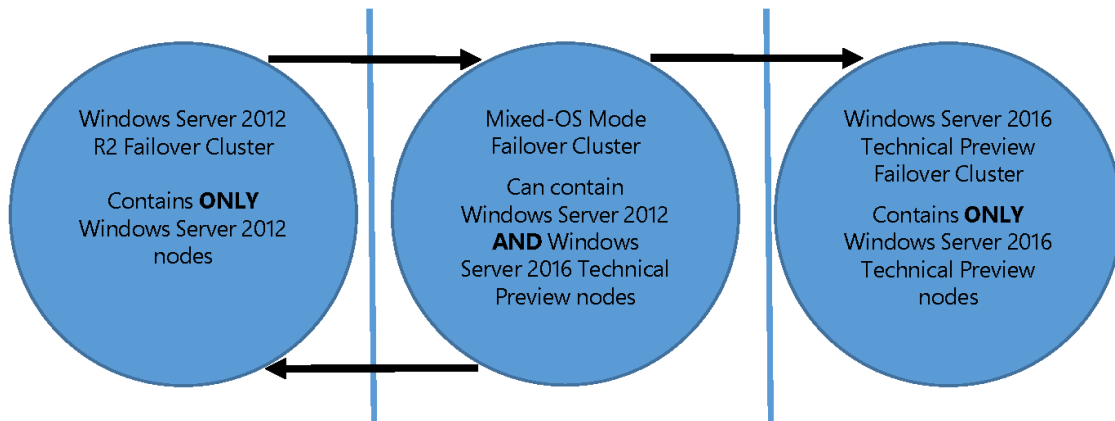 Windows Server 2012
R2 Failover Cluster
Contains ONLY
Windows Server 2012
nodes
Mixed-OS Mode
Failover Cluster
Can contain
Windows Server 2012
AND Windows
Server 2016 Technical
Preview nodes
Windows Server 2016
Technical Preview
Failover Cluster
Contains ONLY
Windows Server 2016
Technical Preview
nodes